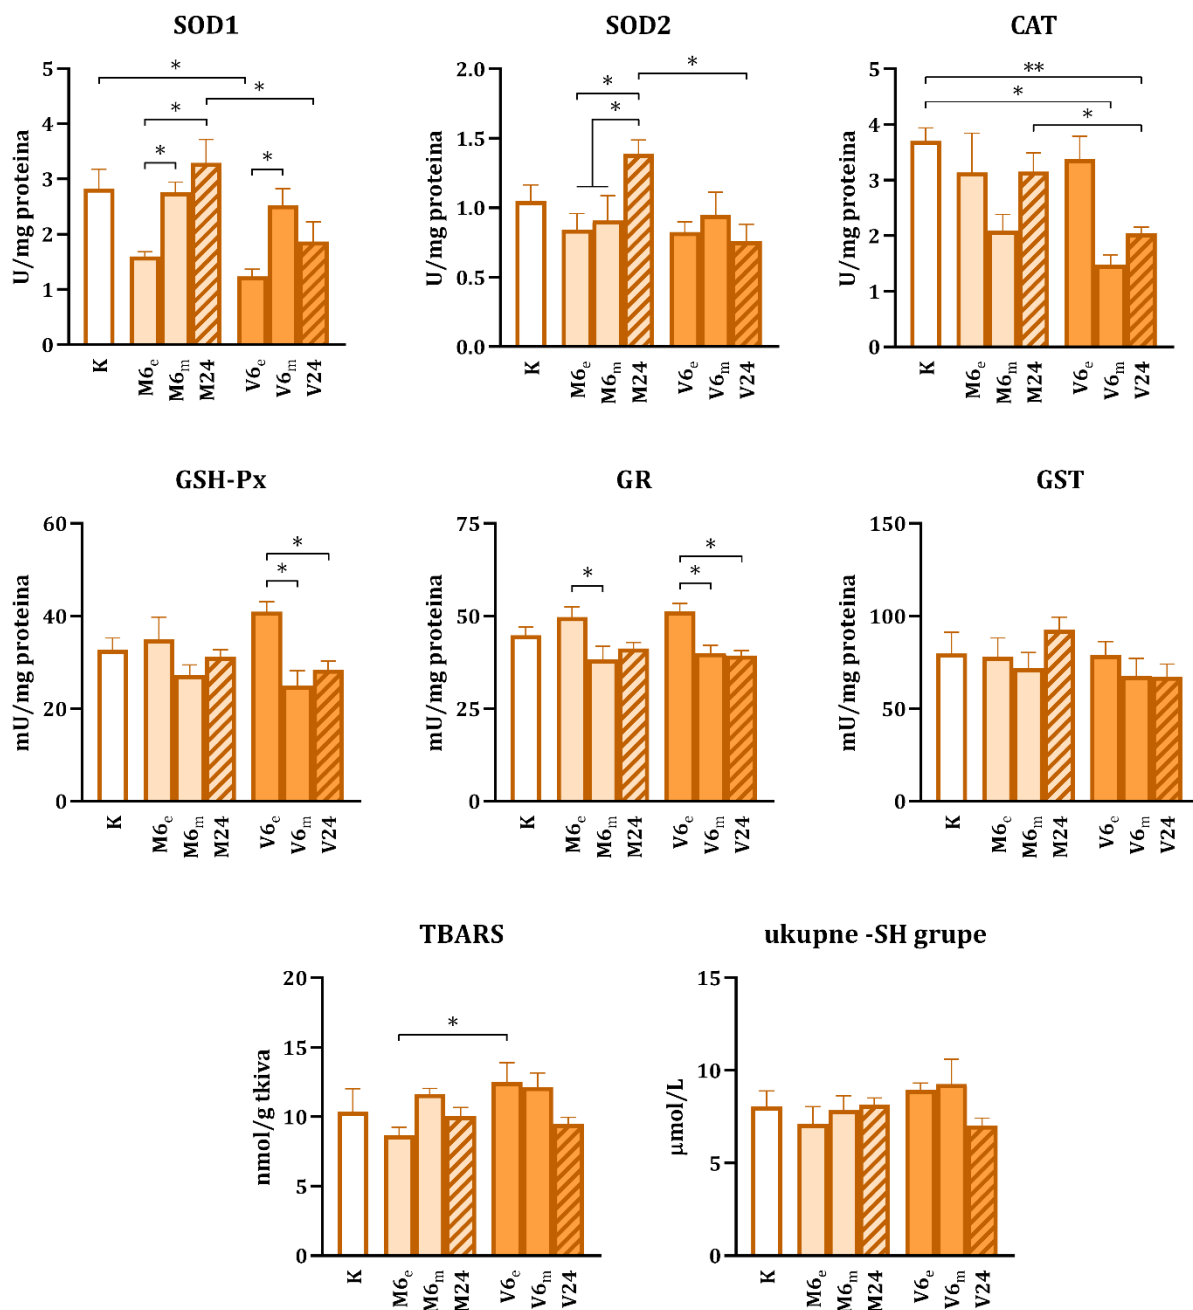 SOD1
SOD2
CAT
U/mg proteina
5
4
3
2
1
0
*
*
*
*
*
K
M6e
M6m
M24
V6e
V6m
V24
U/mg proteina
2.0
1.5
1.0
0.5
0.0
*
*
*
K
M6e
M6m
M24
V6e
V6m
V24
U/mg proteina
5
4
3
2
1
0
**
*
*
K
M6e
M6m
M24
V6e
V6m
V24
GSH-Px
GR
GST
mU/mg proteina
60
40
20
0
*
*
K
M6e
M6m
M24
V6e
V6m
V24
mU/mg proteina
75
50
25
0
*
*
*
K
M6e
M6m
M24
V6e
V6m
V24
mU/mg proteina
150
100
50
0
K
M6e
M6m
M24
V6e
V6m
V24
TBARS
ukupne -SH grupe
nmol/g tkiva
20
15
10
5
0
*
K
M6e
M6m
M24
V6e
V6m
V24
µmol/L
15
10
5
0
K
M6e
M6m
M24
V6e
V6m
V24